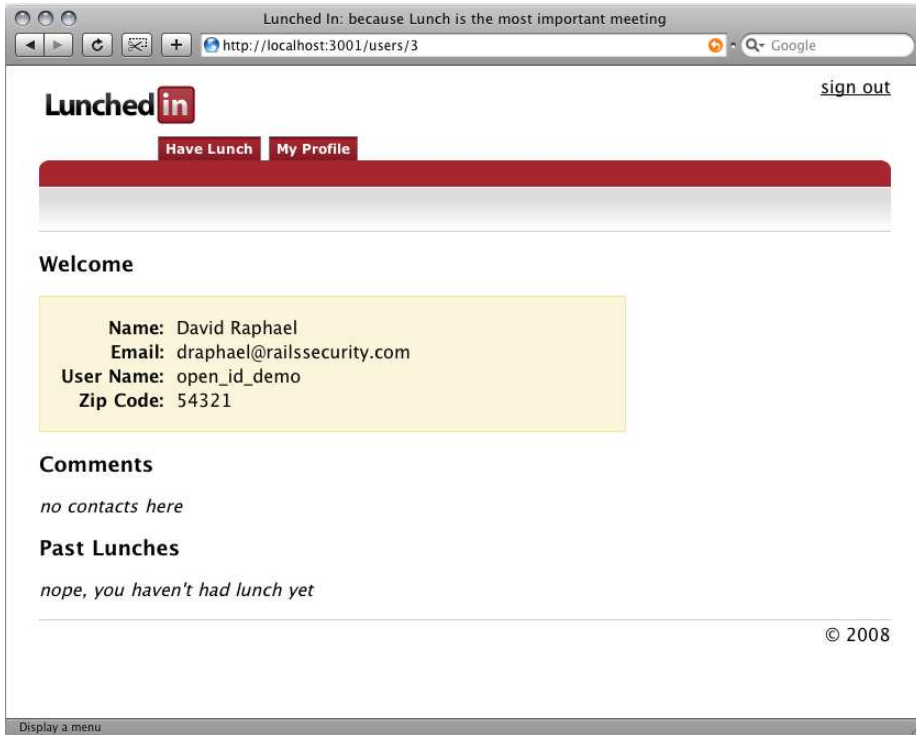 Lunched In: because Lunch is the most important meeting
http://localhost:3001/users/3
Google
sign out
Lunched in
Have Lunch My Profile
Welcome
Name: David Raphael
Email: draphael@railssecurity.com
User Name: open_id_demo
Zip Code: 54321
Comments
no contacts here
Past Lunches
nope, you haven't had lunch yet
© 2008
Display a menu